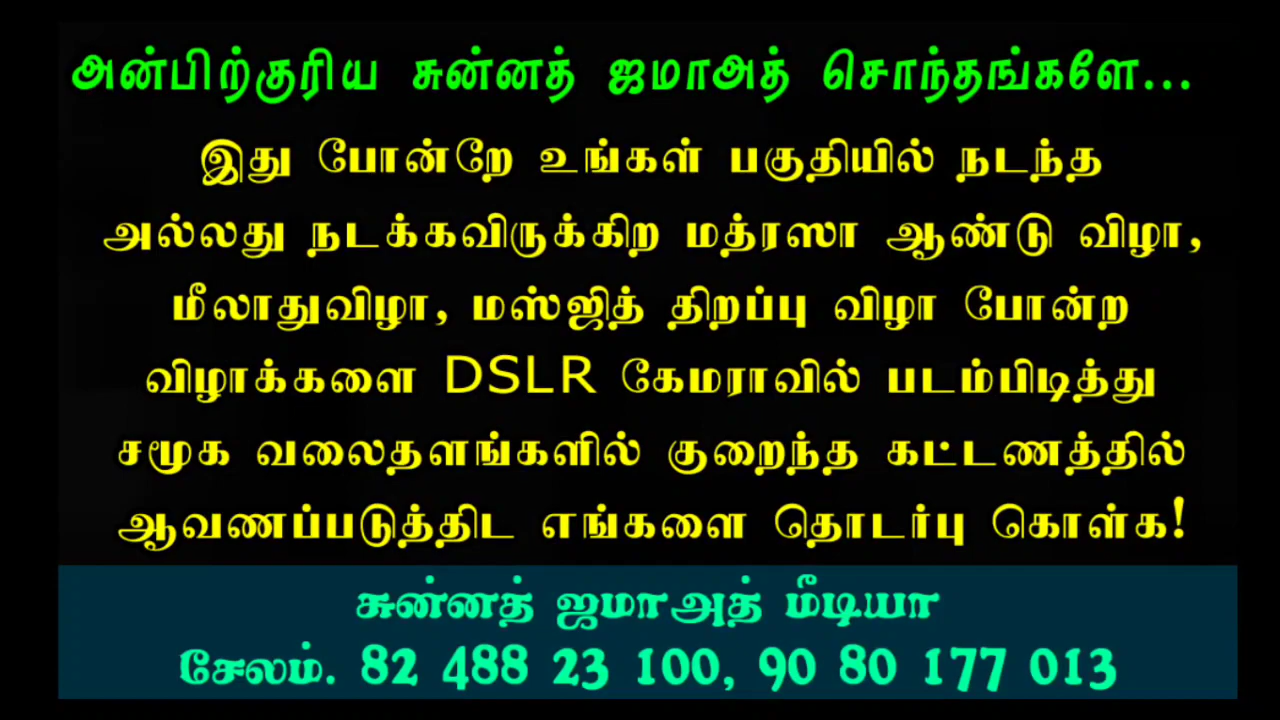 அன்பிற்குரிய சுன்னத் ஜமாஅத் சொந்தங்களே...
இது போன்றே உங்கள் பகுதியில் நடந்த
அல்லது நடக்கவிருக்கிற மத்ரஸா ஆண்டு விழா,
மீலாதுவிழா, மஸ்ஜித் திறப்பு விழா போன்ற
விழாக்களை DSLR கேமராவில் படம்பிடித்து
சமூக வலைதளங்களில் குறைந்த கட்டணத்தில்
ஆவணப்படுத்திட எங்களை தொடர்பு கொள்க!
சுன்னத் ஜமாஅத் மீடியா
சேலம். 82 488 23 100, 90 80 177 013